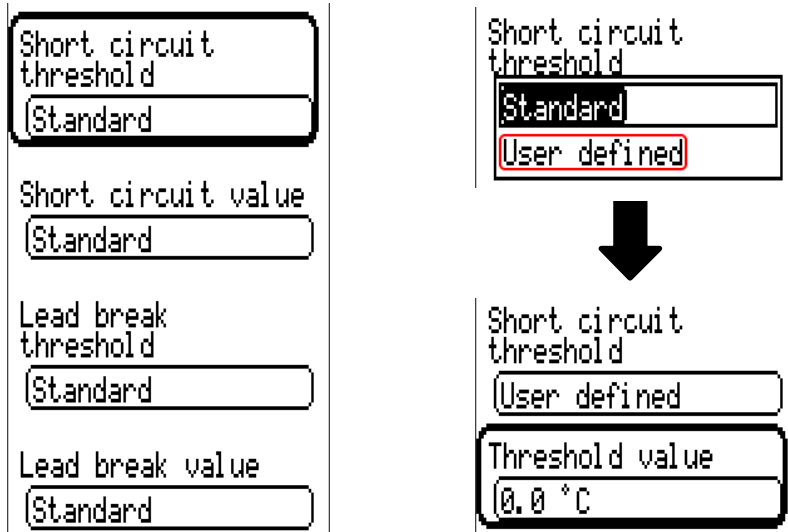 Short circuit
threshold
Standard
Short circuit value
Standard
Lead break
threshold
Standard
Lead break value
Standard
Short circuit
threshold
Standard
User defined
Short circuit
threshold
User defined
Threshold value
0.0 °C